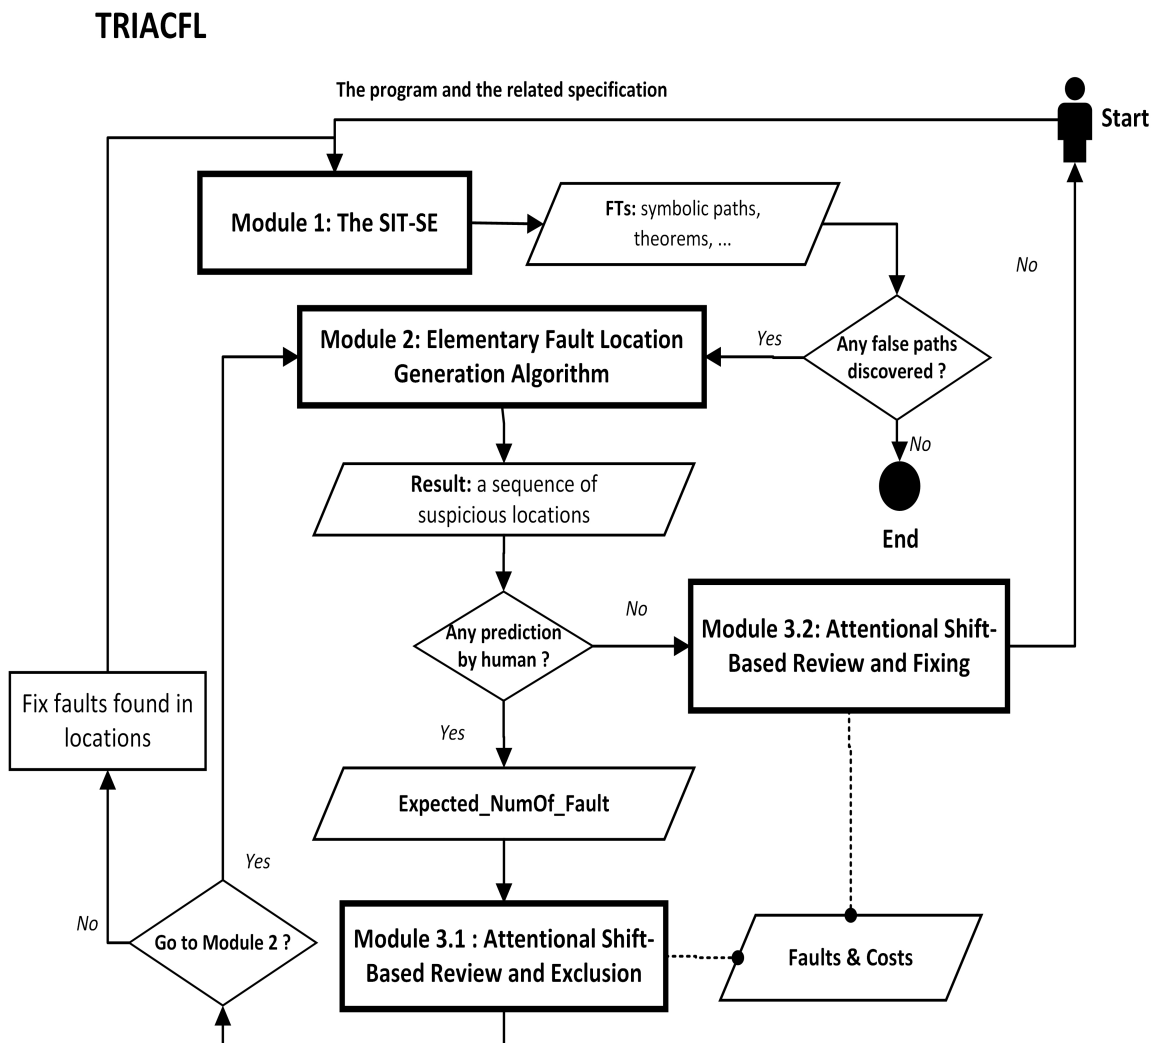 TRIACFL
The program and the related specification
Start
Module 1: The SIT-SE
FTs: symbolic paths,
theorems, ...
No
Module 2: Elementary Fault Location
Generation Algorithm
Yes
Any false paths
discovered ?
No
Result: a sequence of
suspicious locations
End
Any prediction
by human ?
No
Module 3.2: Attentional Shift-
Based Review and Fixing
Fix faults found in
locations
Yes
Expected_NumOf_Fault
Yes
No
Go to Module 2 ?
Module 3.1 : Attentional Shift-
Based Review and Exclusion
Faults & Costs